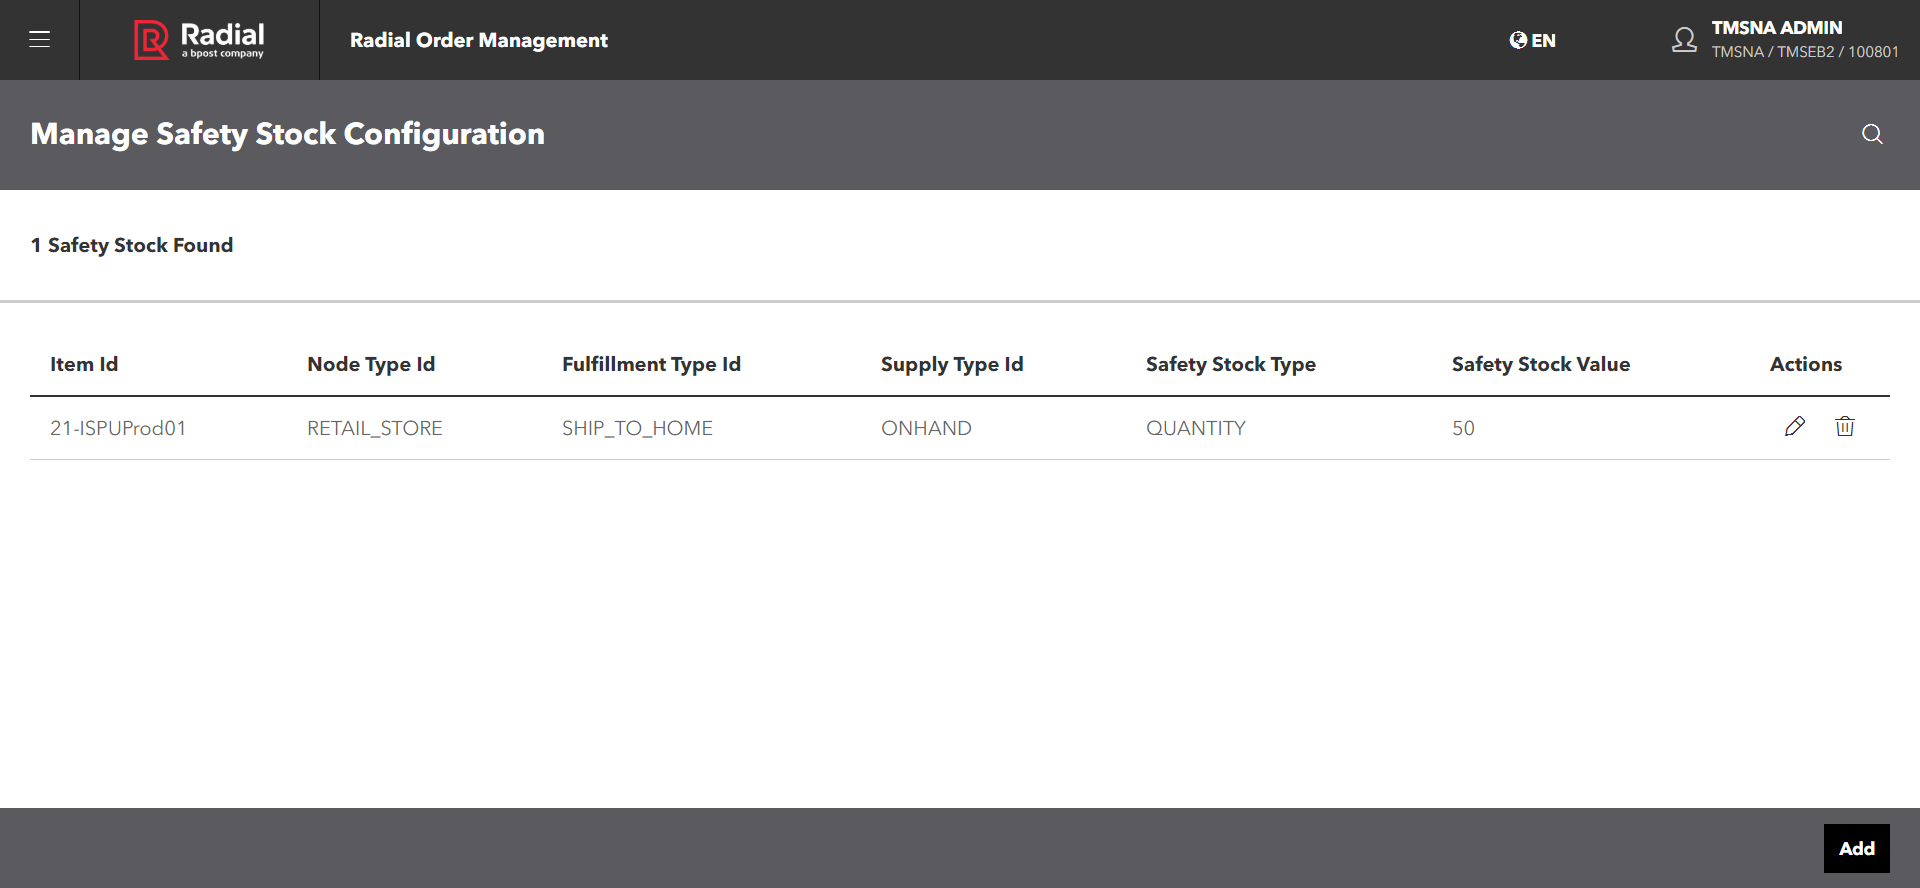 Radial
a bpost company
Radial Order Management
EN
TMSNA ADMIN
TMSNA / TMSEB2 / 100801
Manage Safety Stock Configuration
1 Safety Stock Found
Item Id Node Type Id Fulfillment Type Id Supply Type Id Safety Stock Type Safety Stock Value Actions
21-ISPUProd01 RETAIL_STORE SHIP_TO_HOME ONHAND QUANTITY 50
Add